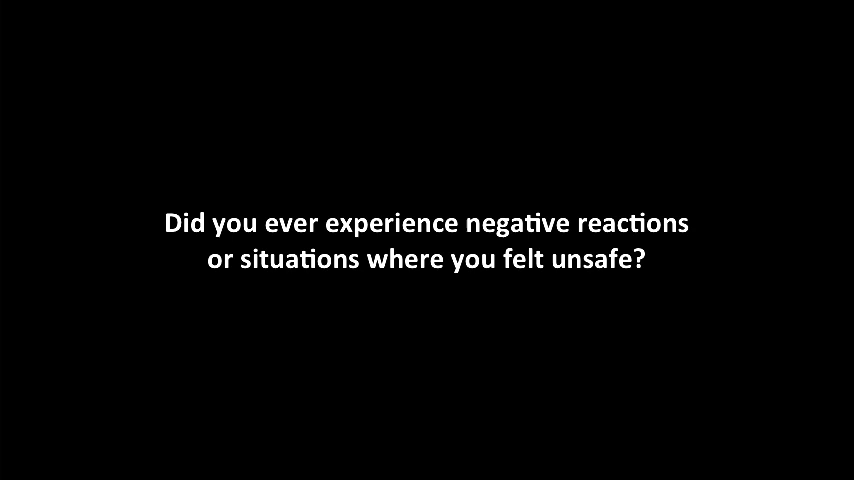 Did you ever experience negative reactions
or situations where you felt unsafe?